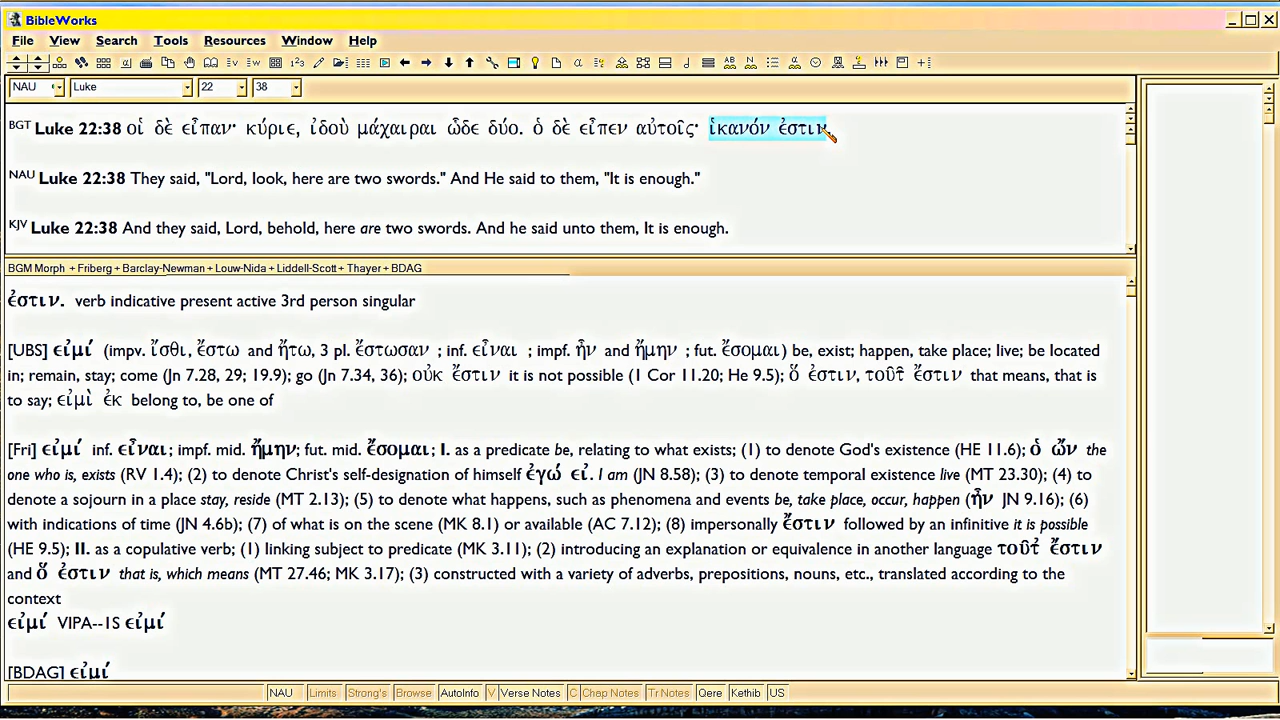 BibleWorks
File View Search Tools Resources Window Help
NAU Luke 22 38
BGT Luke 22:38 οἱ δὲ εἶπαν· κύριε, ἰδοὺ μάχαιραι ὧδε δύο. ὁ δὲ εἶπεν αὐτοῖς· ἱκανόν ἐστιν.
NAU Luke 22:38 They said, "Lord, look, here are two swords." And He said to them, "It is enough."
KJV Luke 22:38 And they said, Lord, behold, here are two swords. And he said unto them, It is enough.
BGM Morph + Friberg + Barclay-Newman + Louw-Nida + Liddell-Scott + Thayer + BDAG
ἐστιν. verb indicative present active 3rd person singular
[UBS] εἰμί (impv. ἴσθι, ἔστω and ἤτω, 3 pl. ἔστωσαν ; inf. εἶναι ; impf. ἦν and ἤμην ; fut. ἔσομαι) be, exist; happen, take place; live; be located
in; remain, stay; come (Jn 7.28, 29; 19.9); go (Jn 7.34, 36); οὐκ ἔστιν it is not possible (1 Cor 11.20; He 9.5); ὅ ἐστιν, τοῦτ̓ ἔστιν that means, that is
to say; εἰμὶ ἐκ belong to, be one of
[Fri] εἰμί inf. εἶναι; impf. mid. ἤμην; fut. mid. ἔσομαι; I. as a predicate be, relating to what exists; (1) to denote God's existence (HE 11.6); ὁ ὤν the
one who is, exists (RV 1.4); (2) to denote Christ's self-designation of himself ἐγώ εἰ. I am (JN 8.58); (3) to denote temporal existence live (MT 23.30); (4) to
denote a sojourn in a place stay, reside (MT 2.13); (5) to denote what happens, such as phenomena and events be, take place, occur, happen (ἦν JN 9.16); (6)
with indications of time (JN 4.6b); (7) of what is on the scene (MK 8.1) or available (AC 7.12); (8) impersonally ἔστιν followed by an infinitive it is possible
(HE 9.5); II. as a copulative verb; (1) linking subject to predicate (MK 3.11); (2) introducing an explanation or equivalence in another language τοῦτ̓ ἔστιν
and ὅ ἐστιν that is, which means (MT 27.46; MK 3.17); (3) constructed with a variety of adverbs, prepositions, nouns, etc., translated according to the
context
εἰμί VIPA--1S εἰμί
[BDAG] εἰμί
NAU Limits Strong's Browse AutoInfo V Verse Notes C Chap Notes Tr Notes Qere Kethib US